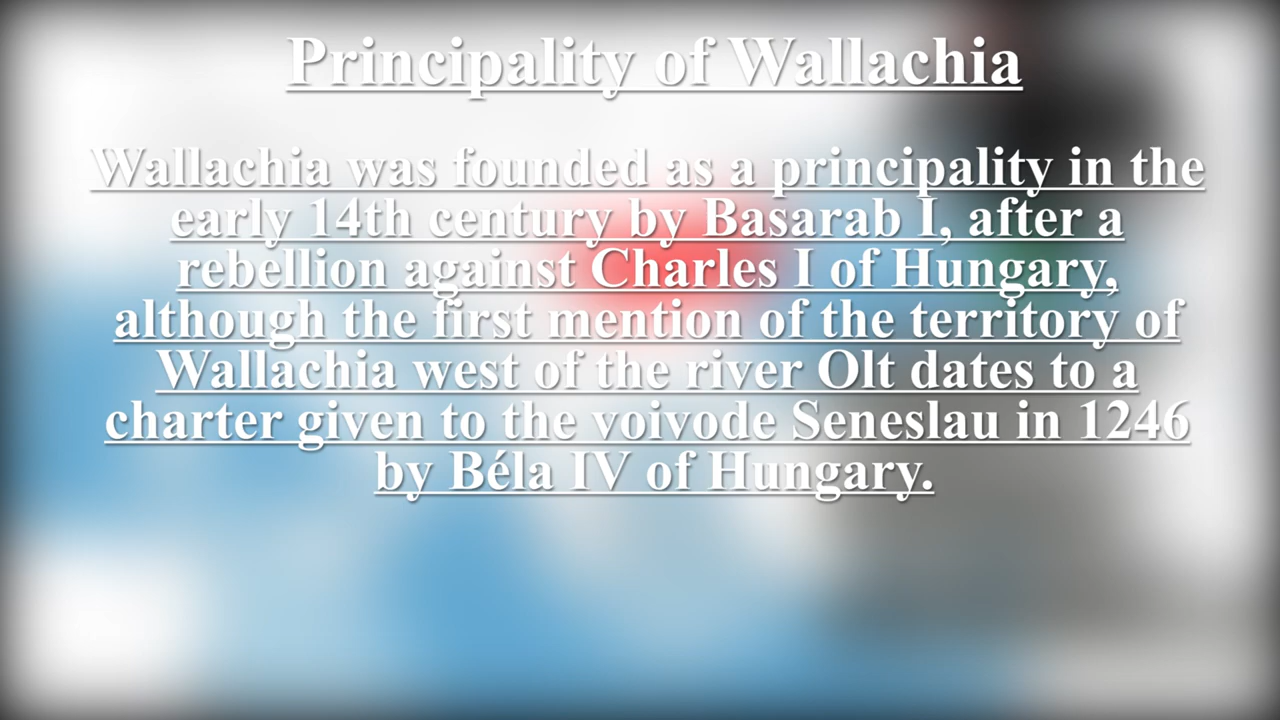 Principality of Wallachia
Wallachia was founded as a principality in the
early 14th century by Basarab I, after a
rebellion against Charles I of Hungary,
although the first mention of the territory of
Wallachia west of the river Olt dates to a
charter given to the voivode Seneslau in 1246
by Béla IV of Hungary.